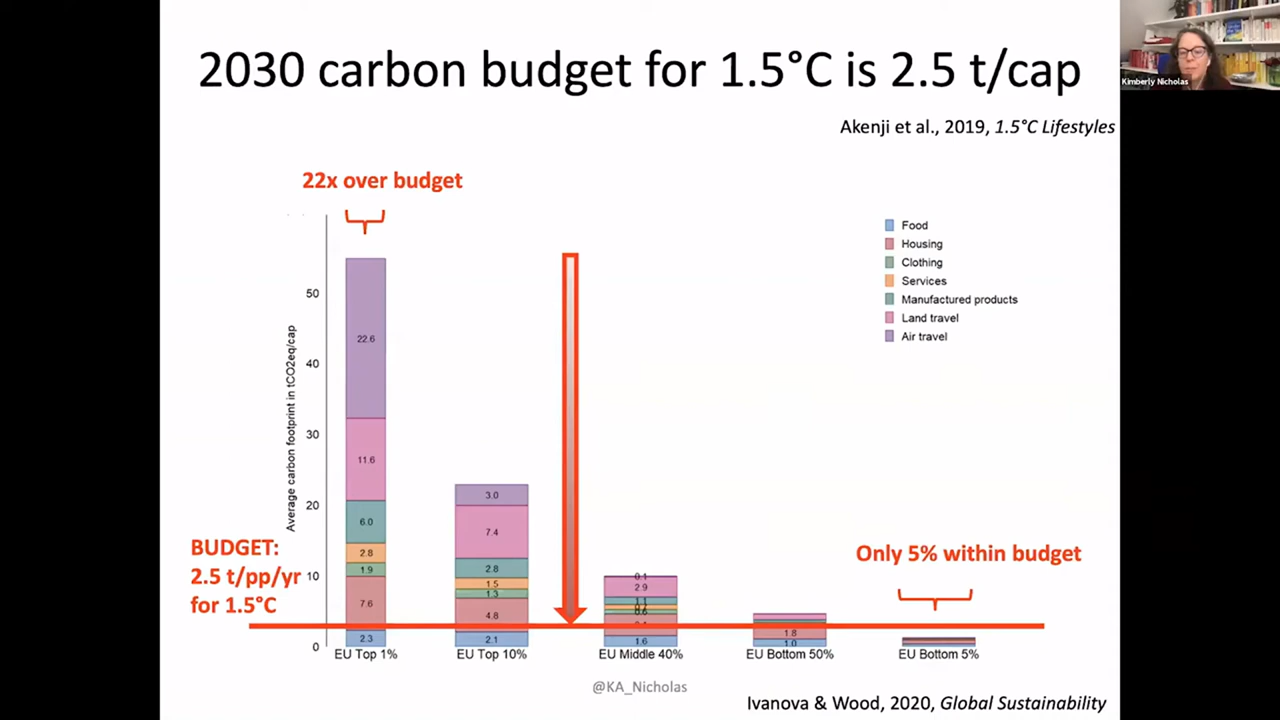 2030 carbon budget for 1.5°C is 2.5 t/cap
Kimberly Nicholas
Akenji et al., 2019, 1.5°C Lifestyles
22x over budget
Food
Housing
Clothing
Services
Manufactured products
Land travel
Air travel
Average carbon footprint in tCO2eq/cap
50
40
30
20
10
0
22.6
11.6
6.0
2.8
1.9
7.6
2.3
3.0
7.4
2.8
1.5
1.3
4.8
2.1
0.1
2.9
1.1
1.6
1.8
1.0
BUDGET:
2.5 t/pp/yr
for 1.5°C
Only 5% within budget
EU Top 1%
EU Top 10%
EU Middle 40%
EU Bottom 50%
EU Bottom 5%
@KA_Nicholas
Ivanova & Wood, 2020, Global Sustainability